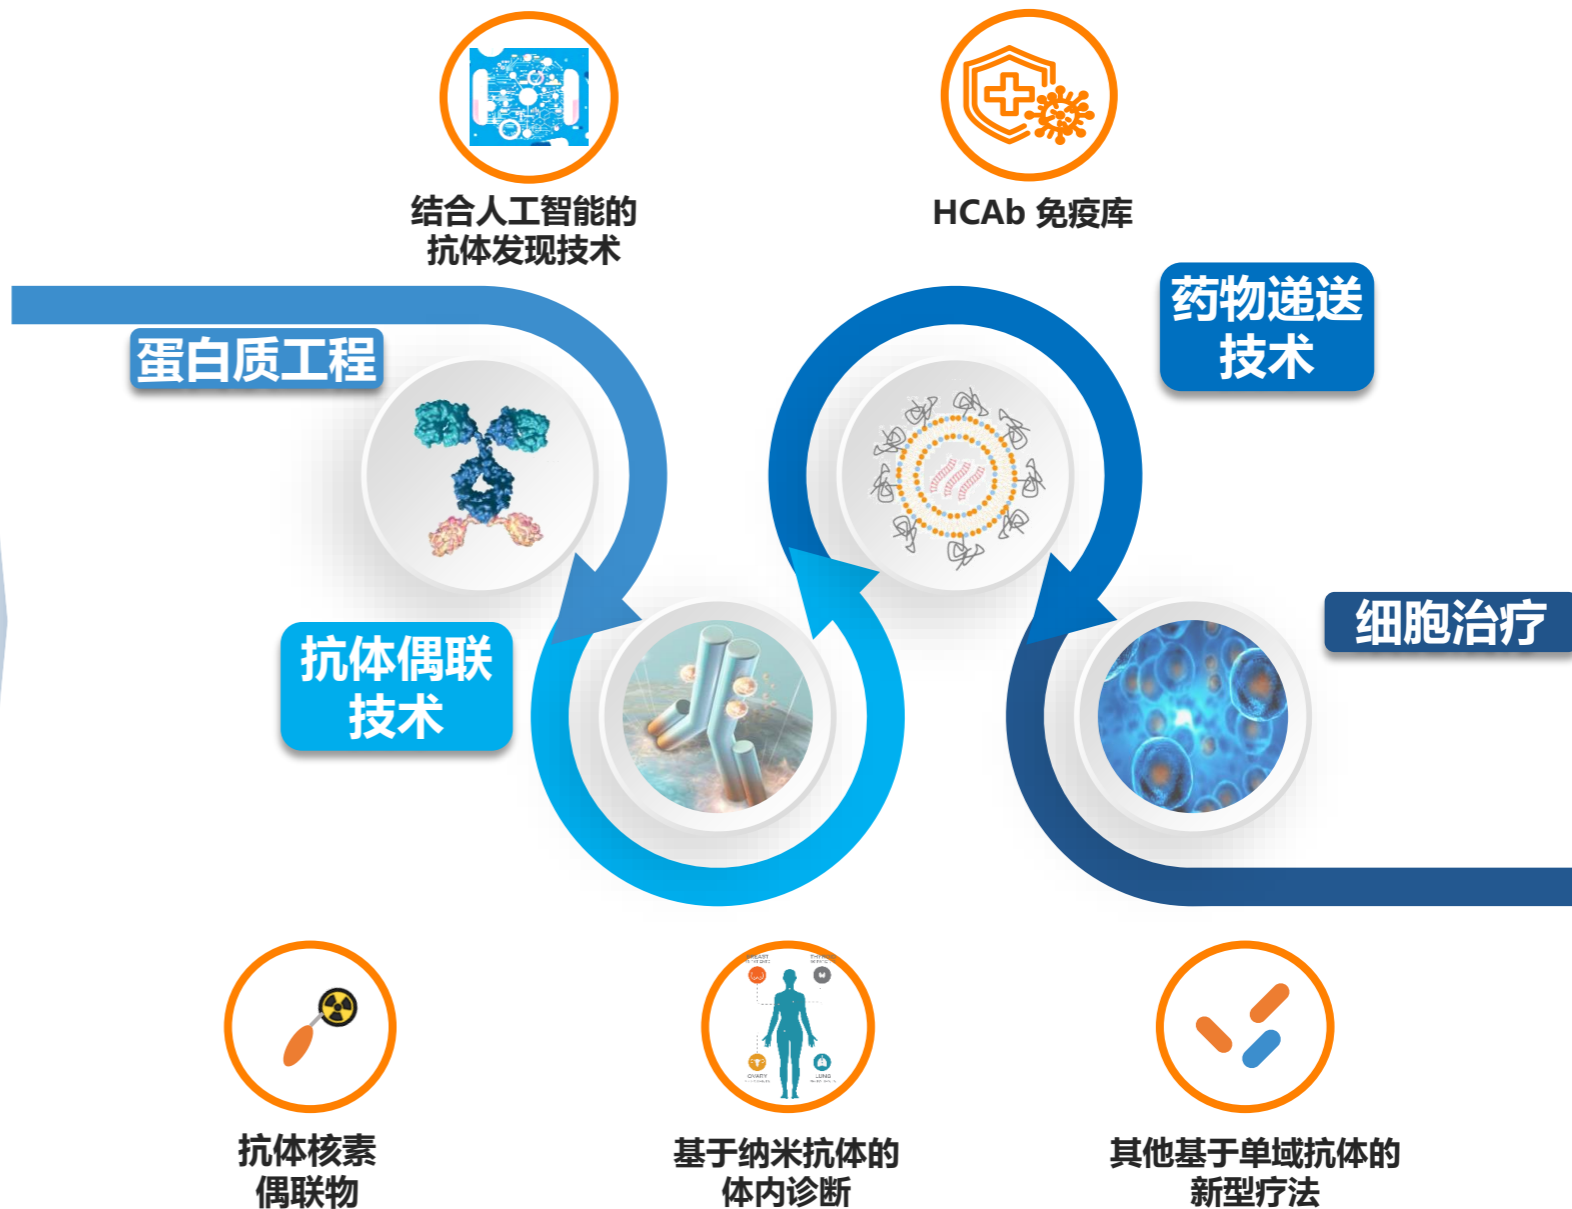 结合人工智能的
抗体发现技术
HCAb 免疫库
药物递送
技术
蛋白质工程
细胞治疗
抗体偶联
技术
OVARY
LUNG
抗体核素
偶联物
基于纳米抗体的
体内诊断
其他基于单域抗体的
新型疗法